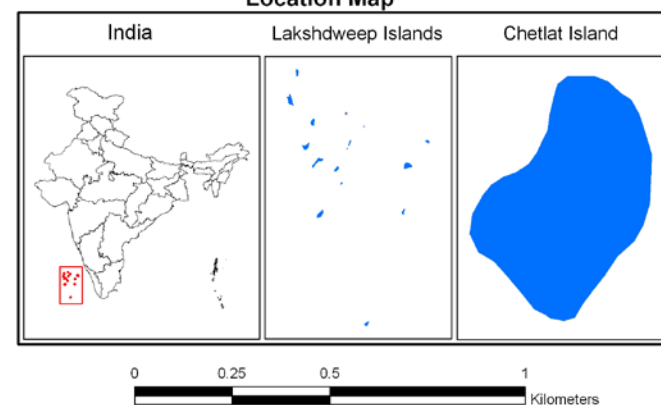 Location Map
India
Lakshdweep Islands
Chetlat Island
0 0.25 0.5 1
Kilometers